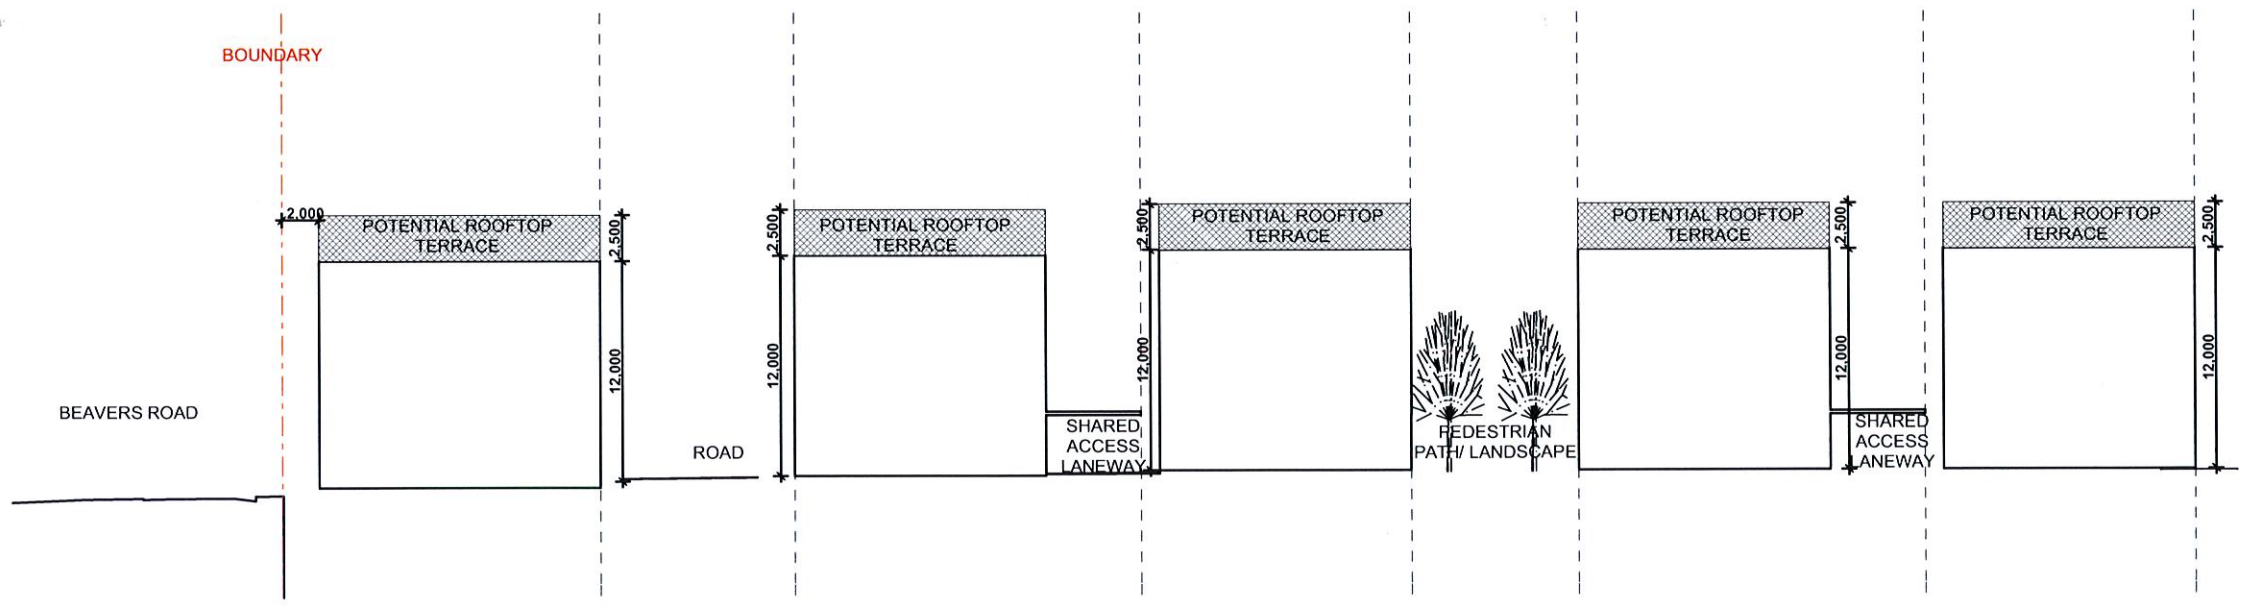 BOUNDARY
2,000
POTENTIAL ROOFTOP
TERRACE
2,500
12,000
BEAVERS ROAD
ROAD
2,500
12,000
POTENTIAL ROOFTOP
TERRACE
SHARED
ACCESS
LANEWAY
2,500
12,000
POTENTIAL ROOFTOP
TERRACE
PEDESTRIAN
PATH/ LANDSCAPE
POTENTIAL ROOFTOP
TERRACE
2,500
12,000
SHARED
ACCESS
LANEWAY
POTENTIAL ROOFTOP
TERRACE
2,500
12,000